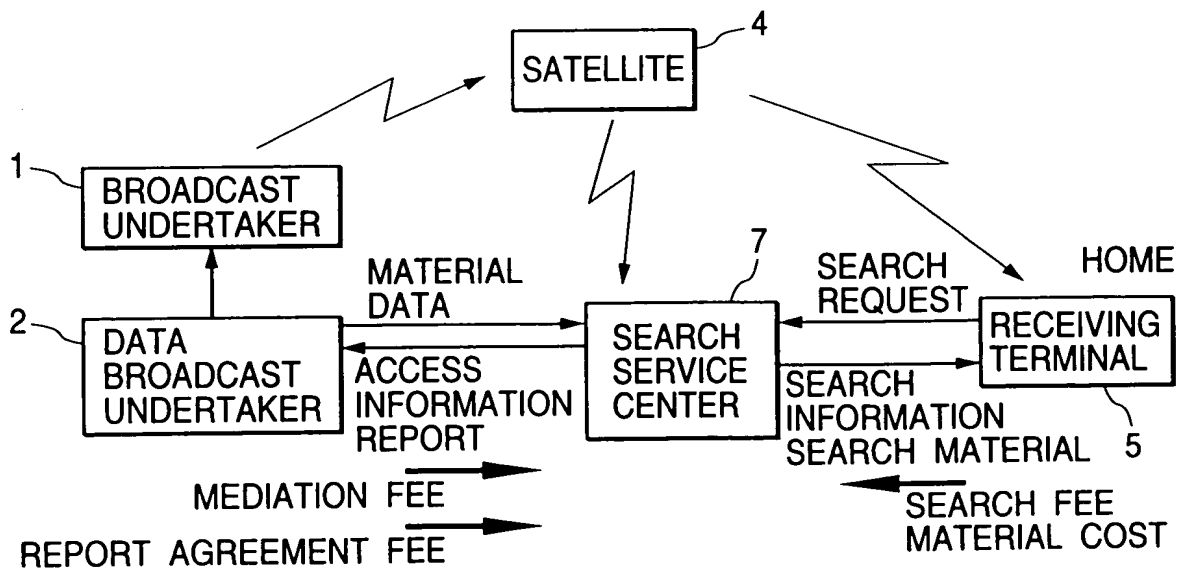 4
SATELLITE
1
BROADCAST
UNDERTAKER
7
HOME
MATERIAL
DATA
SEARCH
REQUEST
2
DATA
BROADCAST
UNDERTAKER
SEARCH
SERVICE
CENTER
RECEIVING
TERMINAL
ACCESS
INFORMATION
REPORT
SEARCH
INFORMATION
SEARCH MATERIAL
5
MEDIATION FEE
SEARCH FEE
MATERIAL COST
REPORT AGREEMENT FEE